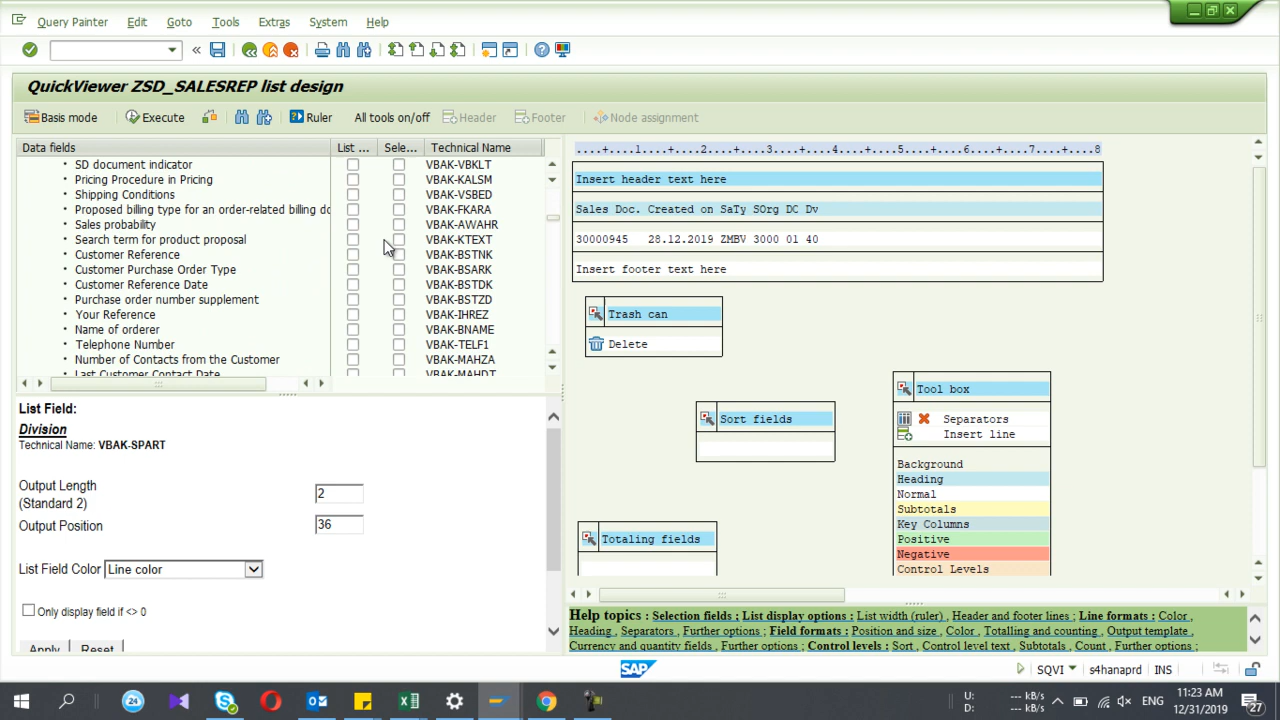 Query Painter Edit Goto Tools Extras System Help
QuickViewer ZSD_SALESREP list design
Basis mode Execute Ruler All tools on/off Header Footer Node assignment
Data fields List ... Sele... Technical Name
SD document indicator VBAK-VBKLT
Pricing Procedure in Pricing VBAK-KALSM
Shipping Conditions VBAK-VSBED
Proposed billing type for an order-related billing do VBAK-FKARA
Sales probability VBAK-AWAHR
Search term for product proposal VBAK-KTEXT
Customer Reference VBAK-BSTNK
Customer Purchase Order Type VBAK-BSARK
Customer Reference Date VBAK-BSTDK
Purchase order number supplement VBAK-BSTZD
Your Reference VBAK-IHREZ
Name of orderer VBAK-BNAME
Telephone Number VBAK-TELF1
Number of Contacts from the Customer VBAK-MAHZA
Last Customer Contact Date VBAK-MAHDT
List Field:
Division
Technical Name: VBAK-SPART
Output Length
(Standard 2)
2
Output Position 36
List Field Color Line color
Only display field if <> 0
Apply Reset
....+....1....+....2....+....3....+....4....+....5....+....6....+....7....+....8
Insert header text here
Sales Doc. Created on SaTy SOrg DC Dv
30000945 28.12.2019 ZMBV 3000 01 40
Insert footer text here
Trash can
Delete
Sort fields
Totaling fields
Tool box
Separators
Insert line
Background
Heading
Normal
Subtotals
Key Columns
Positive
Negative
Control Levels
Help topics : Selection fields ; List display options : List width (ruler) , Header and footer lines ; Line formats : Color ,
Heading , Separators , Further options ; Field formats : Position and size , Color , Totalling and counting , Output template ,
Currency and quantity fields , Further options ; Control levels : Sort , Control level text , Subtotals , Count , Further options ;
SAP SQVI s4hanaprd INS
24
U: --- kB/s
D: --- kB/s
ENG
11:23 AM
12/31/2019
27